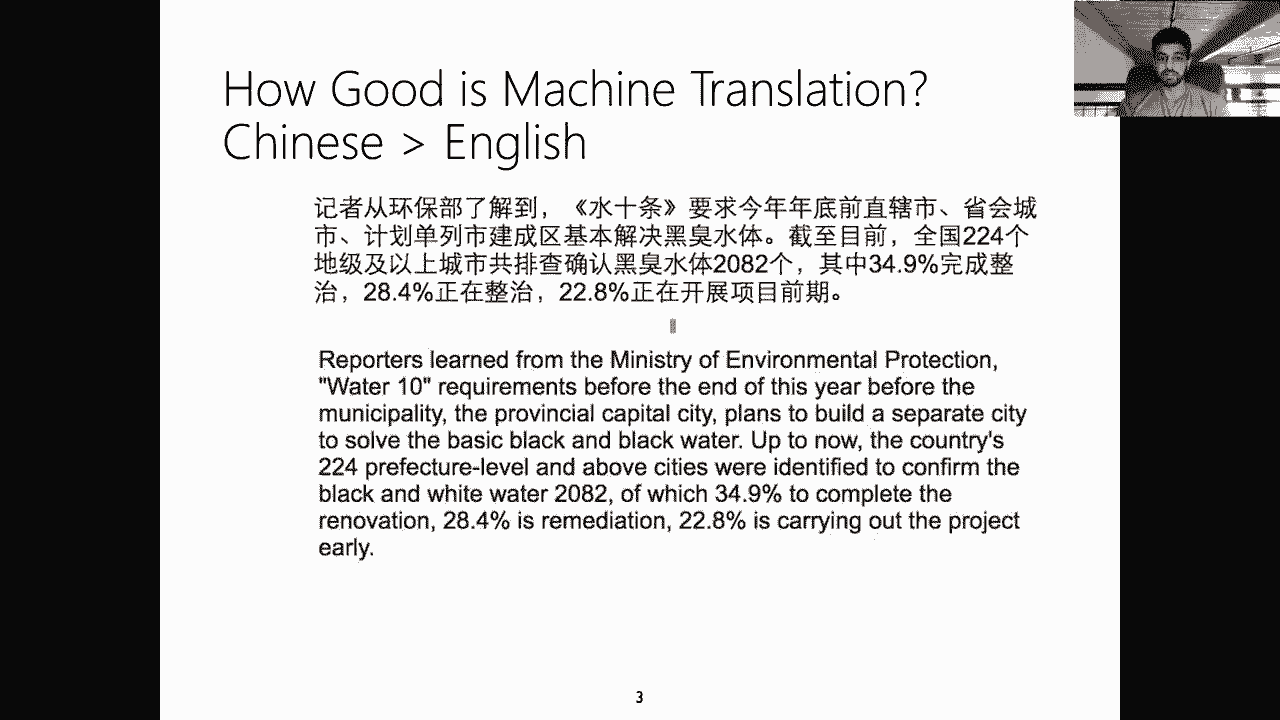 How Good is Machine Translation?
Chinese > English
记者从环保部了解到，《水十条》要求今年年底前直辖市、省会城
市、计划单列市建成区基本解决黑臭水体。截至目前，全国224个
地级及以上城市共排查确认黑臭水体2082个，其中34.9%完成整
治，28.4%正在整治，22.8%正在开展项目前期。
Reporters learned from the Ministry of Environmental Protection,
"Water 10" requirements before the end of this year before the
municipality, the provincial capital city, plans to build a separate city
to solve the basic black and black water. Up to now, the country's
224 prefecture-level and above cities were identified to confirm the
black and white water 2082, of which 34.9% to complete the
renovation, 28.4% is remediation, 22.8% is carrying out the project
early.
3